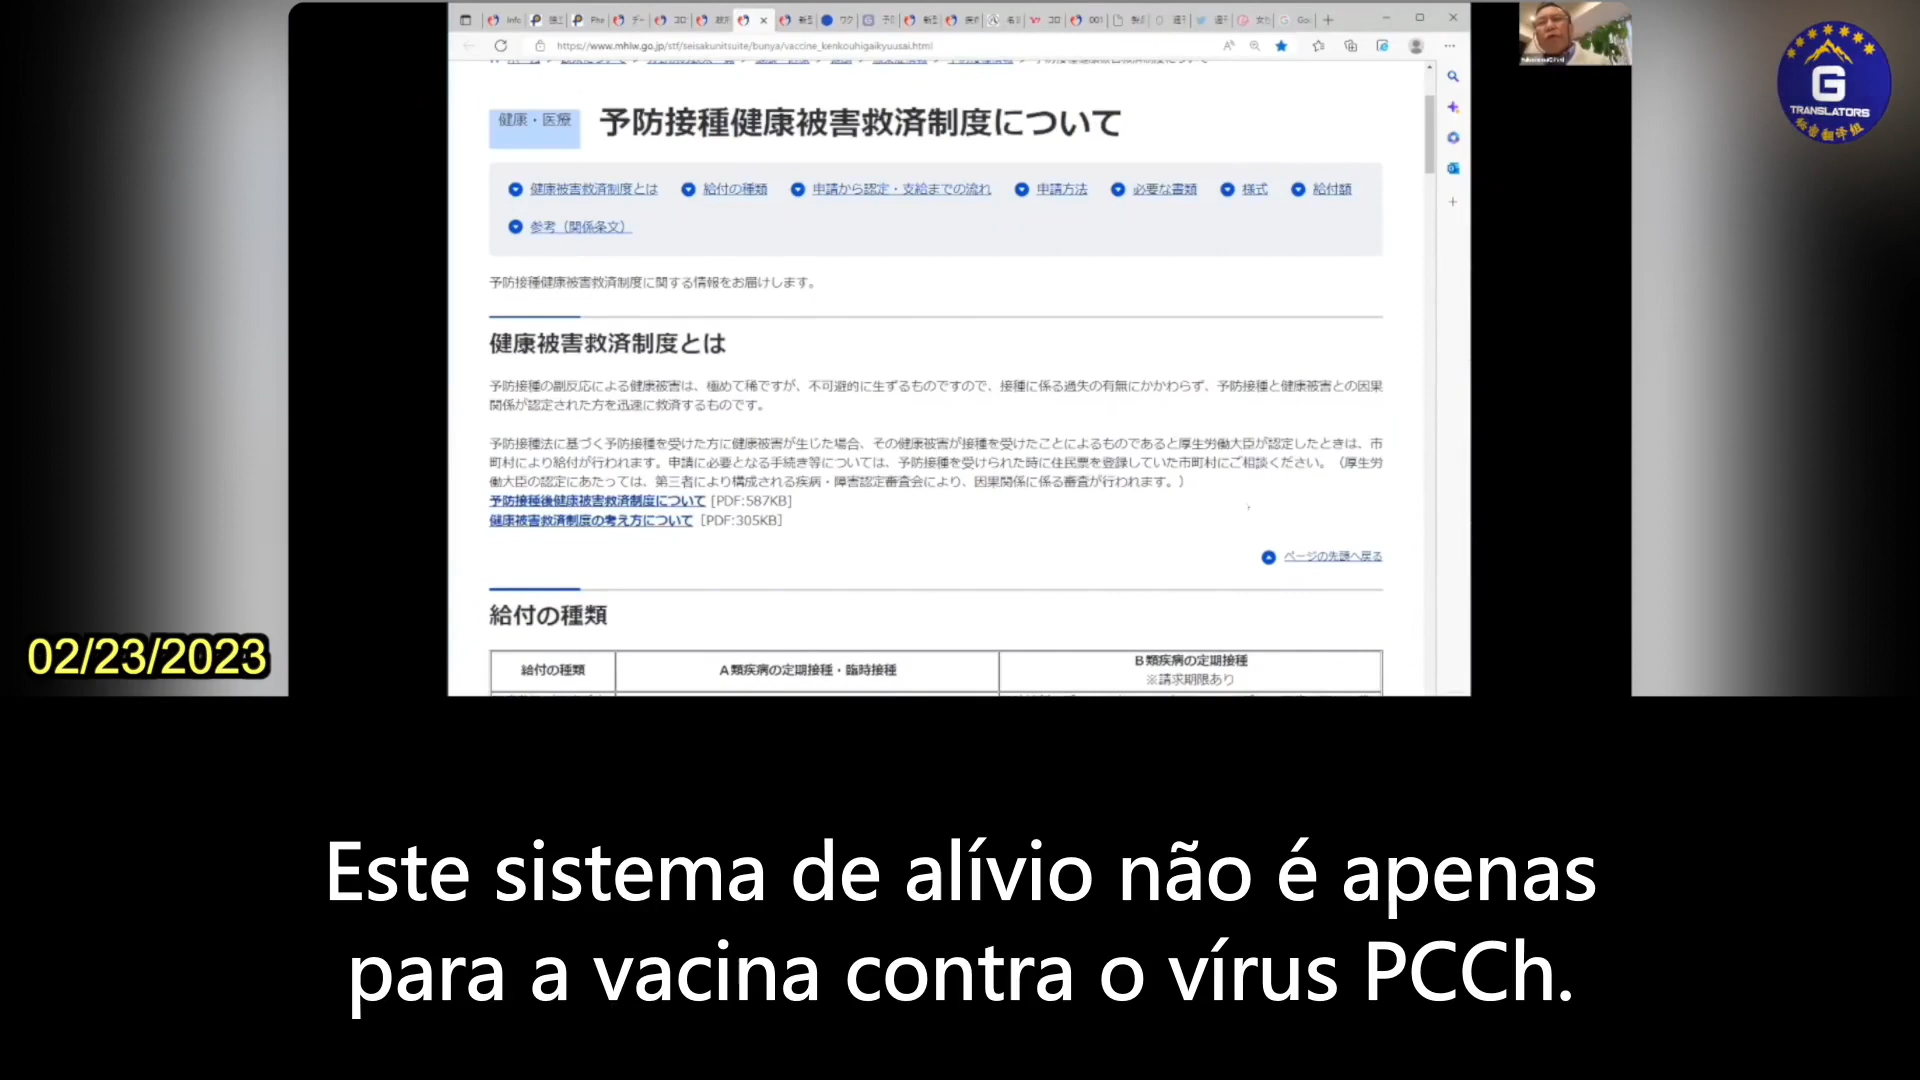 https://www.mhlw.go.jp/stf/seisakunitsuite/bunya/vaccine_kenkouhigaikyuusai.html
G
TRANSLATORS
秘密翻译组
健康・医療
予防接種健康被害救済制度について
健康被害救済制度とは 給付の種類 申請から認定・支給までの流れ 申請方法 必要な書類 様式 給付額
参考（関係条文）
予防接種健康被害救済制度に関する情報をお届けします。
健康被害救済制度とは
予防接種の副反応による健康被害は、極めて稀ですが、不可避的に生ずるものですので、接種に係る過失の有無にかかわらず、予防接種と健康被害との因果
関係が認定された方を迅速に救済するものです。
予防接種法に基づく予防接種を受けた方に健康被害が生じた場合、その健康被害が接種を受けたことによるものであると厚生労働大臣が認定したときは、市
町村により給付が行われます。申請に必要となる手続き等については、予防接種を受けられた時に住民票を登録していた市町村にご相談ください。（厚生労
働大臣の認定にあたっては、第三者により構成される疾病・障害認定審査会により、因果関係に係る審査が行われます。）
予防接種後健康被害救済制度について [PDF:587KB]
健康被害救済制度の考え方について [PDF:305KB]
ページの先頭へ戻る
給付の種類
給付の種類 A類疾病の定期接種・臨時接種 B類疾病の定期接種
※請求期限あり
02/23/2023
Este sistema de alívio não é apenas
para a vacina contra o vírus PCCh.